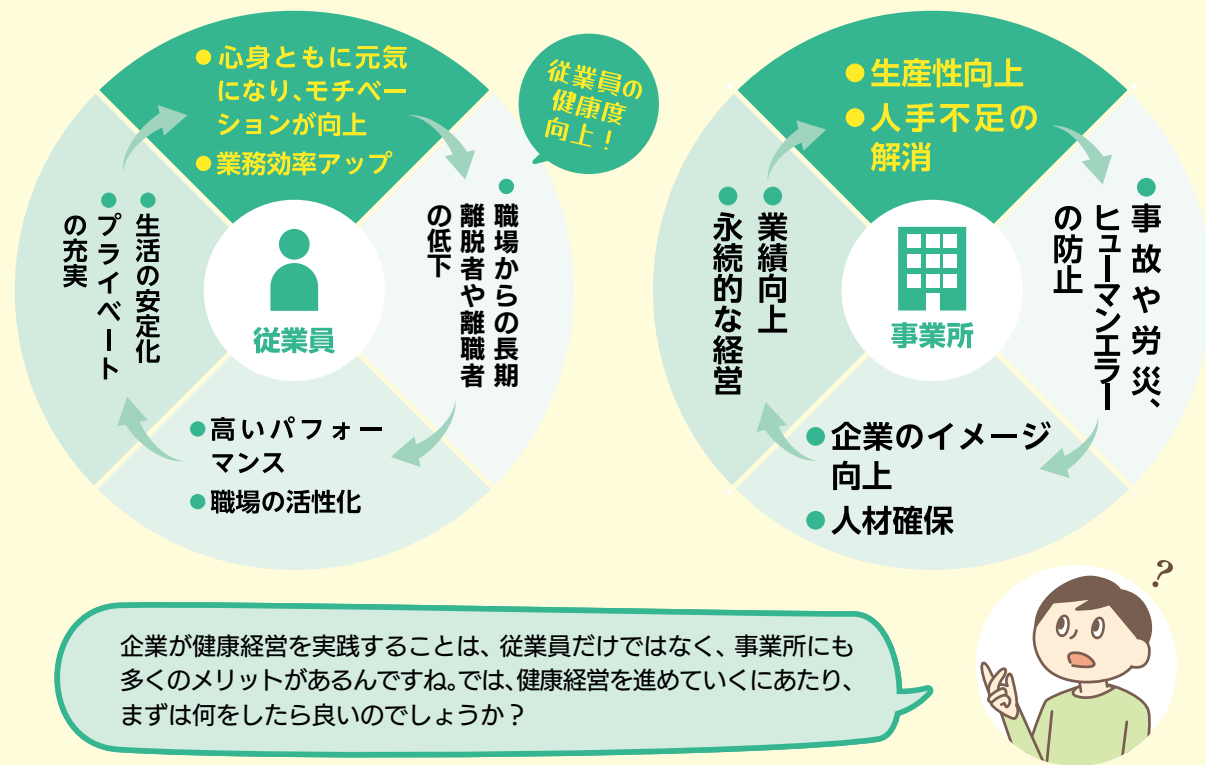 ●心身ともに元気
になり、モチベー
ションが向上
●業務効率アップ
従業員の
健康度
向上！
●職場からの長期
離脱者や離職者
の低下
●高いパフォー
マンス
●職場の活性化
●生活の安定化
●プライベート
の充実
従業員
●生産性向上
●人手不足の
解消
●事故や労災、
ヒューマンエラー
の防止
●企業のイメージ
向上
●人材確保
●業績向上
●永続的な経営
事業所
?
企業が健康経営を実践することは、従業員だけではなく、事業所にも
多くのメリットがあるんですね。では、健康経営を進めていくにあたり、
まずは何をしたら良いのでしょうか？